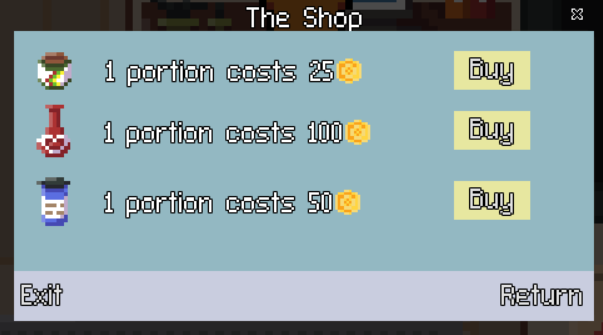 The Shop
1 portion costs 25 Buy
1 portion costs 100 Buy
1 portion costs 50 Buy
Exit Return